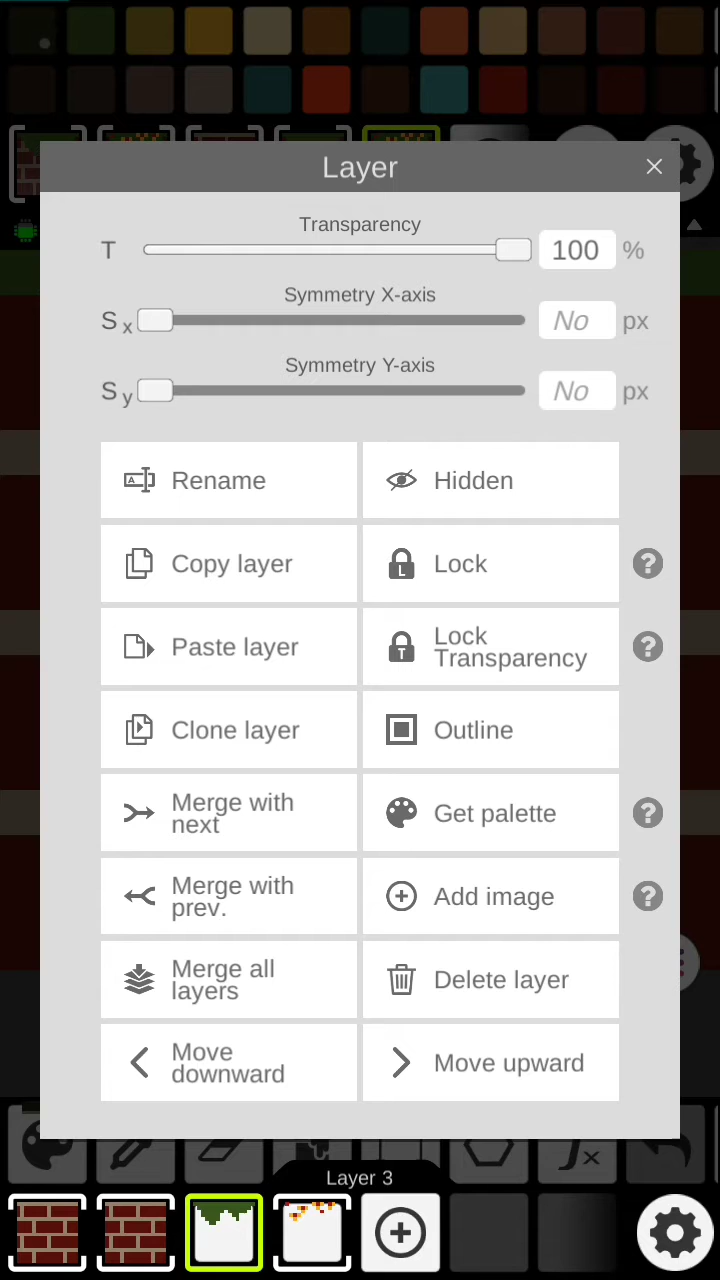 Layer
Transparency
T 100 %
Symmetry X-axis
Sx No px
Symmetry Y-axis
Sy No px
Rename Hidden
Copy layer Lock ?
Paste layer Lock Transparency ?
Clone layer Outline
Merge with next Get palette ?
Merge with prev. Add image ?
Merge all layers Delete layer
Move downward Move upward
Layer 3